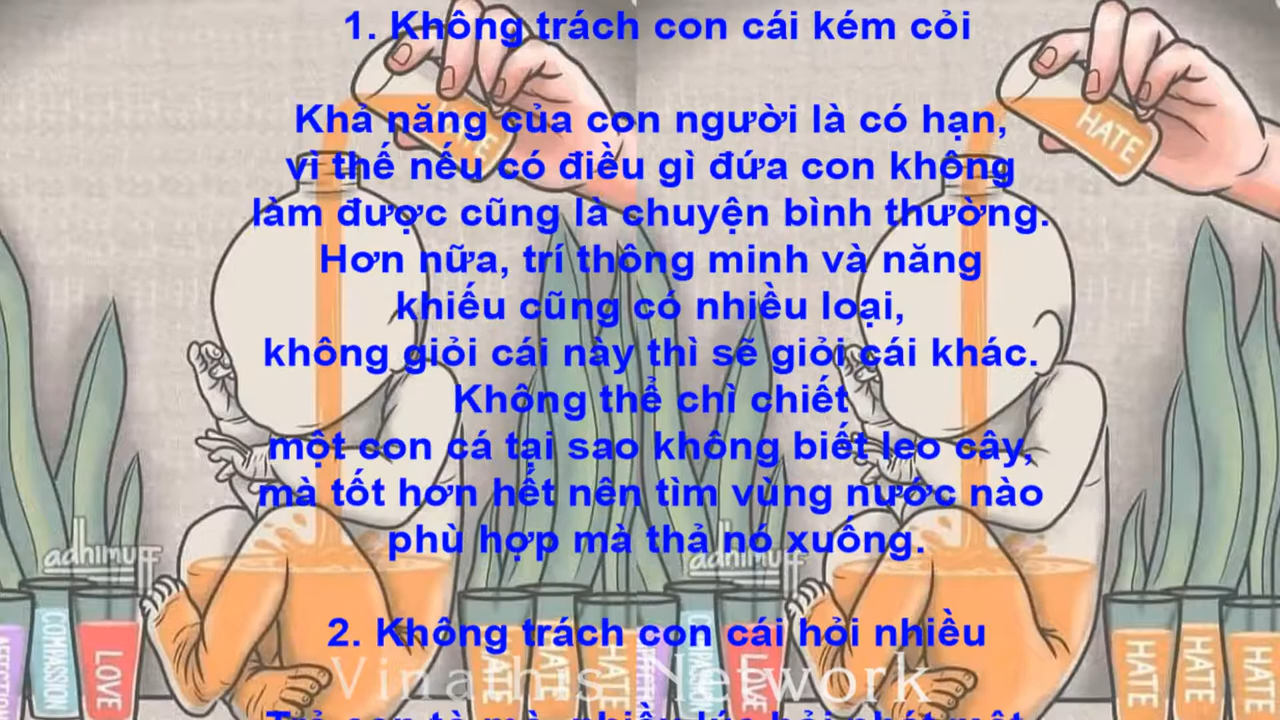 1. Không trách con cái kém cỏi
Khả năng của con người là có hạn,
vì thế nếu có điều gì đứa con không
làm được cũng là chuyện bình thường.
Hơn nữa, trí thông minh và năng
khiếu cũng có nhiều loại,
không giỏi cái này thì sẽ giỏi cái khác.
Không thể chì chiết
một con cá tại sao không biết leo cây,
mà tốt hơn hết nên tìm vùng nước nào
phù hợp mà thả nó xuống.
2. Không trách con cái hỏi nhiều
Vinathis Network
HATE
HATE
adhimuff
adhimuff
COMPASSION
LOVE
HATE
HATE
HATE
HATE
HATE